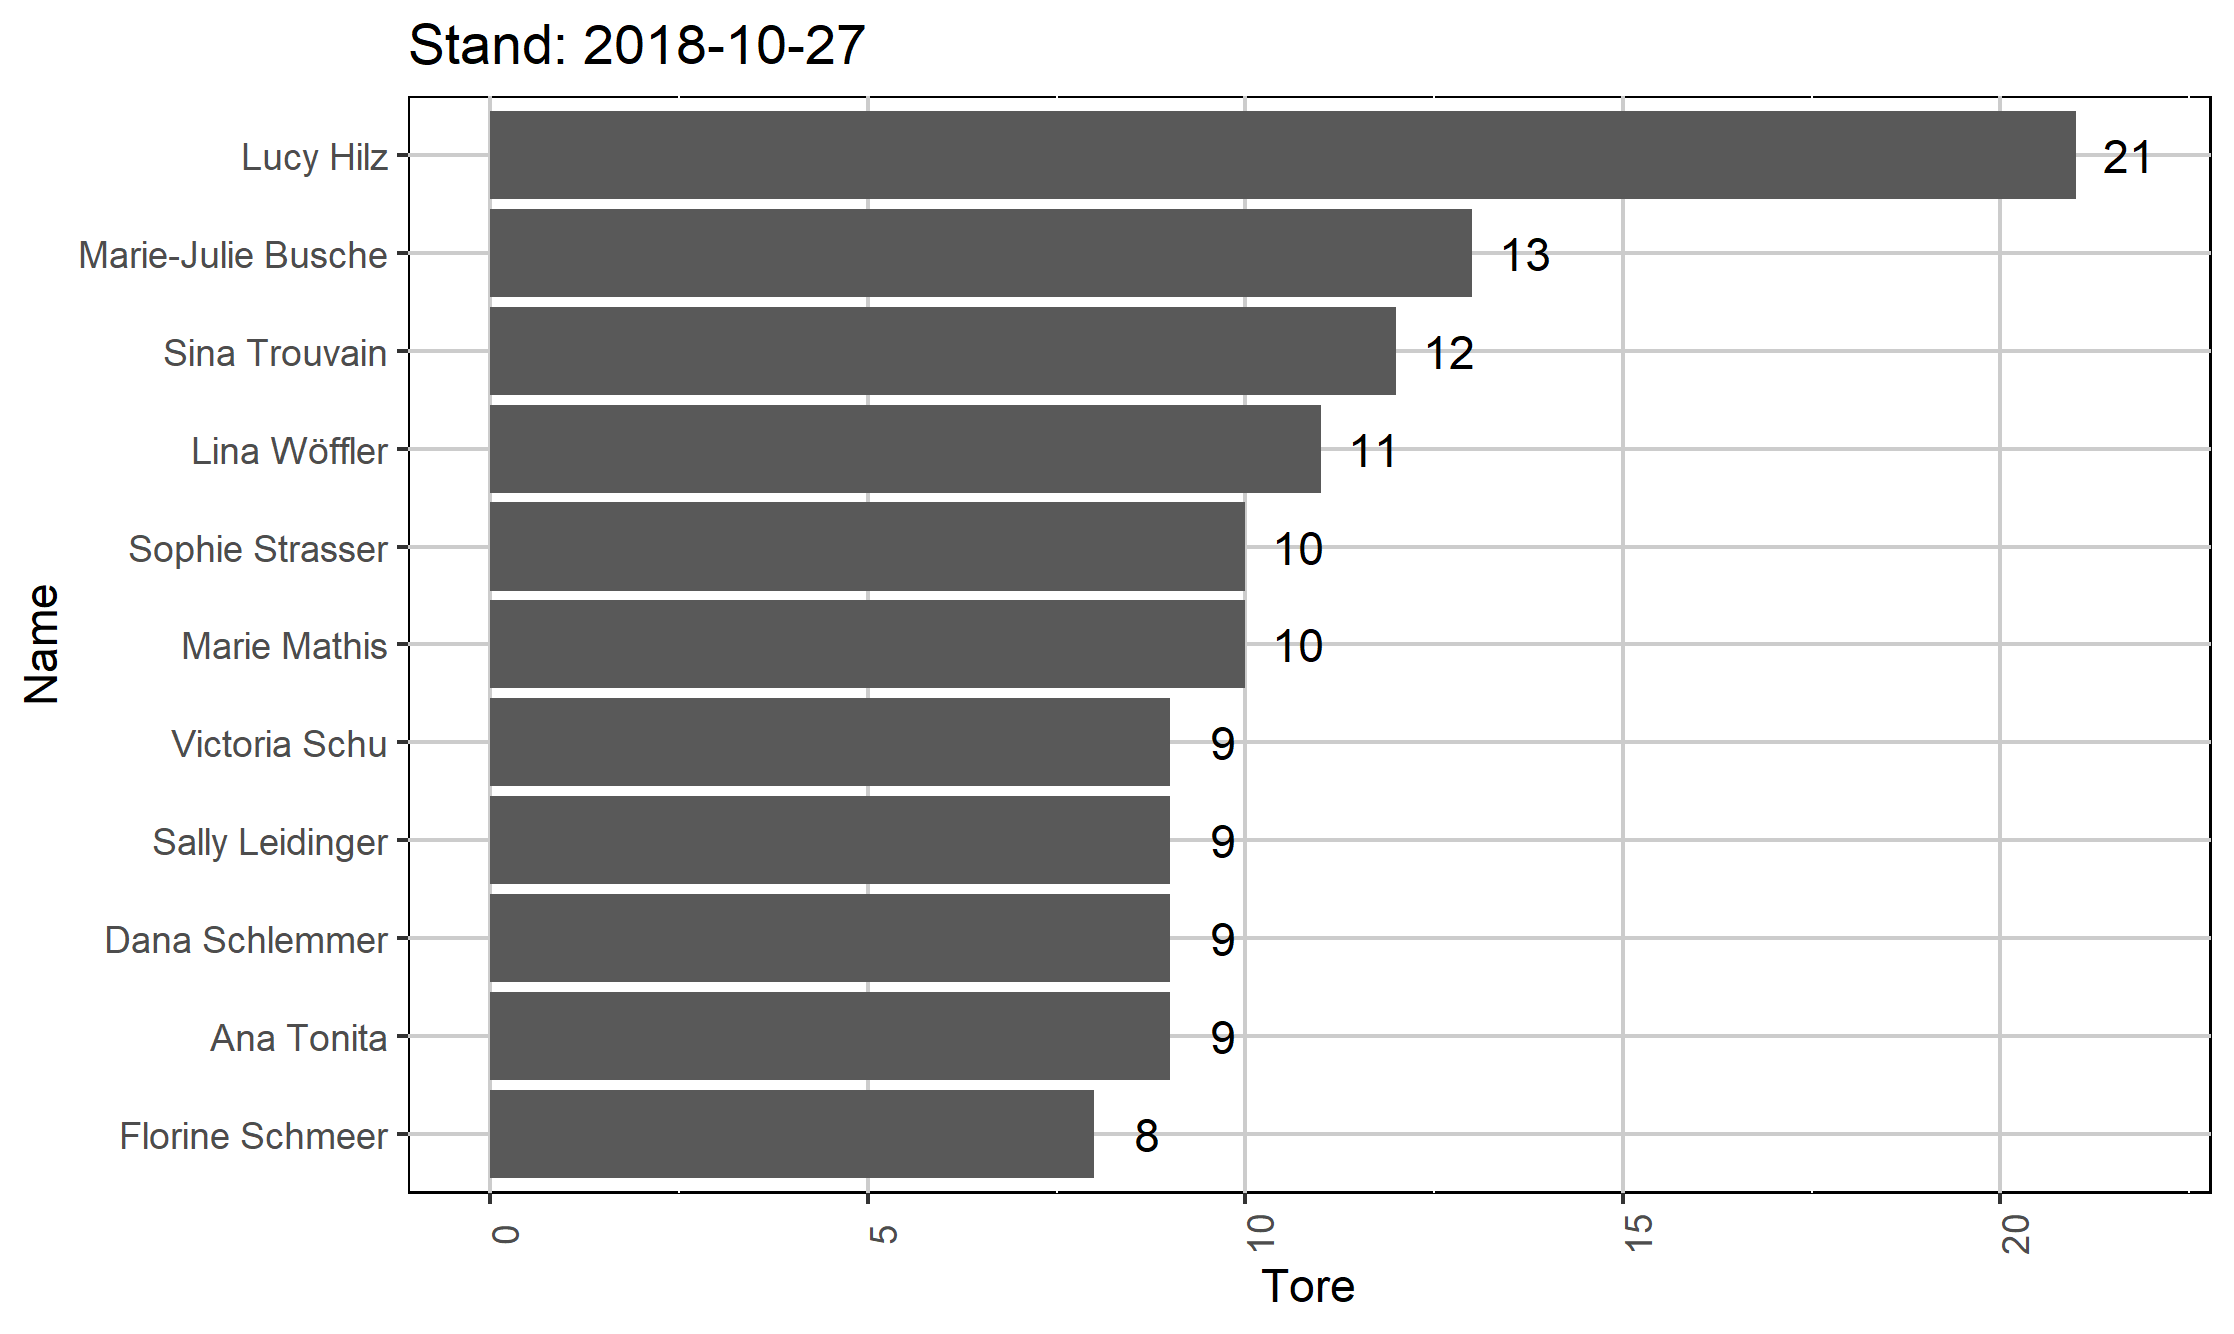 Stand: 2018-10-27
Lucy Hilz 21
Marie-Julie Busche 13
Sina Trouvain 12
Lina Wöffler 11
Sophie Strasser 10
Marie Mathis 10
Victoria Schu 9
Sally Leidinger 9
Dana Schlemmer 9
Ana Tonita 9
Florine Schmeer 8
Name
0 5 10 15 20
Tore